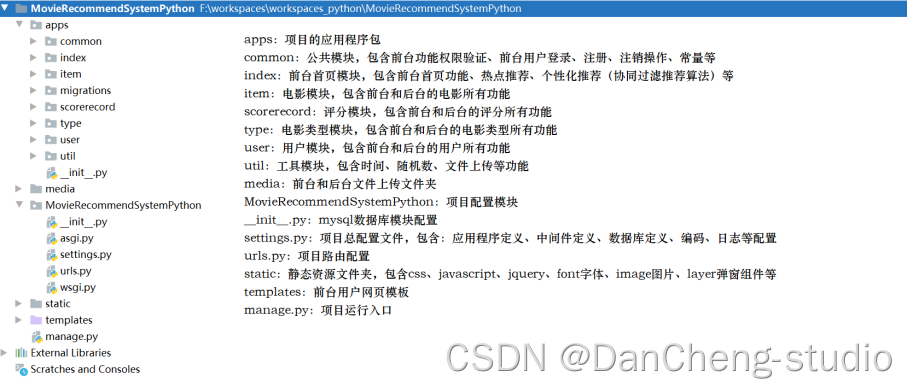 MovieRecommendSystemPython F:\workspaces\workspaces_python\MovieRecommendSystemPython
apps
common
index
item
migrations
scorerecord
type
user
util
__init__.py
media
MovieRecommendSystemPython
__init__.py
asgi.py
settings.py
urls.py
wsgi.py
static
templates
manage.py
External Libraries
Scratches and Consoles
apps：项目的应用程序包
common：公共模块，包含前台功能权限验证、前台用户登录、注册、注销操作、常量等
index：前台首页模块，包含前台首页功能、热点推荐、个性化推荐（协同过滤推荐算法）等
item：电影模块，包含前台和后台的电影所有功能
scorerecord：评分模块，包含前台和后台的评分所有功能
type：电影类型模块，包含前台和后台的电影类型所有功能
user：用户模块，包含前台和后台的用户所有功能
util：工具模块，包含时间、随机数、文件上传等功能
media：前台和后台文件上传文件夹
MovieRecommendSystemPython：项目配置模块
__init__.py：mysql数据库模块配置
settings.py：项目总配置文件，包含：应用程序定义、中间件定义、数据库定义、编码、日志等配置
urls.py：项目路由配置
static：静态资源文件夹，包含css、javascript、jquery、font字体、image图片、layer弹窗组件等
templates：前台用户网页模板
manage.py：项目运行入口
CSDN @DanCheng-studio